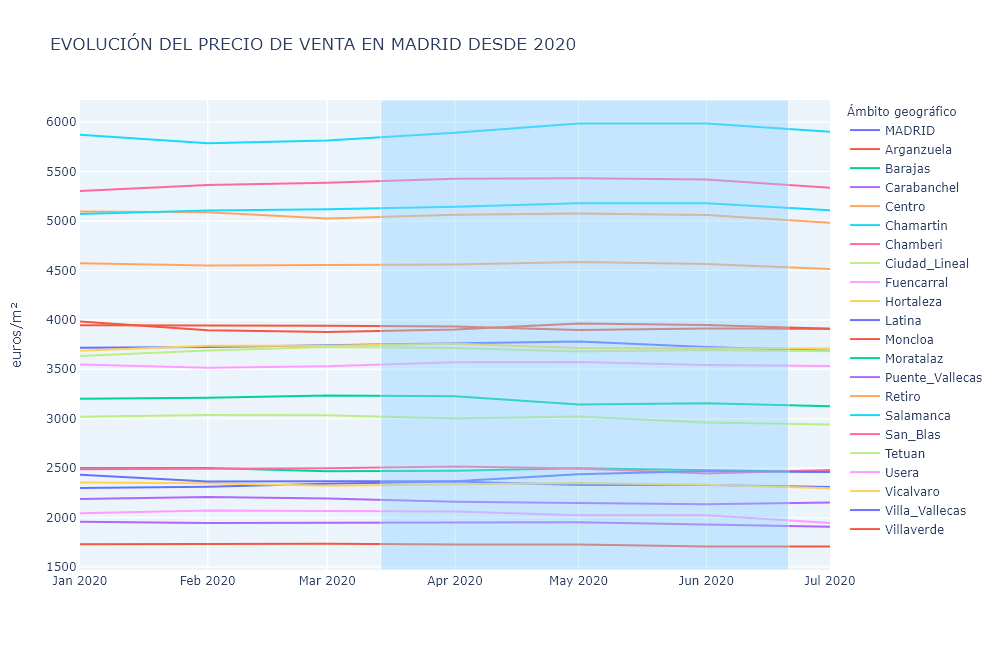 EVOLUCIÓN DEL PRECIO DE VENTA EN MADRID DESDE 2020
Ámbito geográfico
MADRID
Arganzuela
Barajas
Carabanchel
Centro
Chamartin
Chamberi
Ciudad_Lineal
Fuencarral
Hortaleza
Latina
Moncloa
Moratalaz
Puente_Vallecas
Retiro
Salamanca
San_Blas
Tetuan
Usera
Vicalvaro
Villa_Vallecas
Villaverde
euros/m²
6000
5500
5000
4500
4000
3500
3000
2500
2000
1500
Jan 2020 Feb 2020 Mar 2020 Apr 2020 May 2020 Jun 2020 Jul 2020